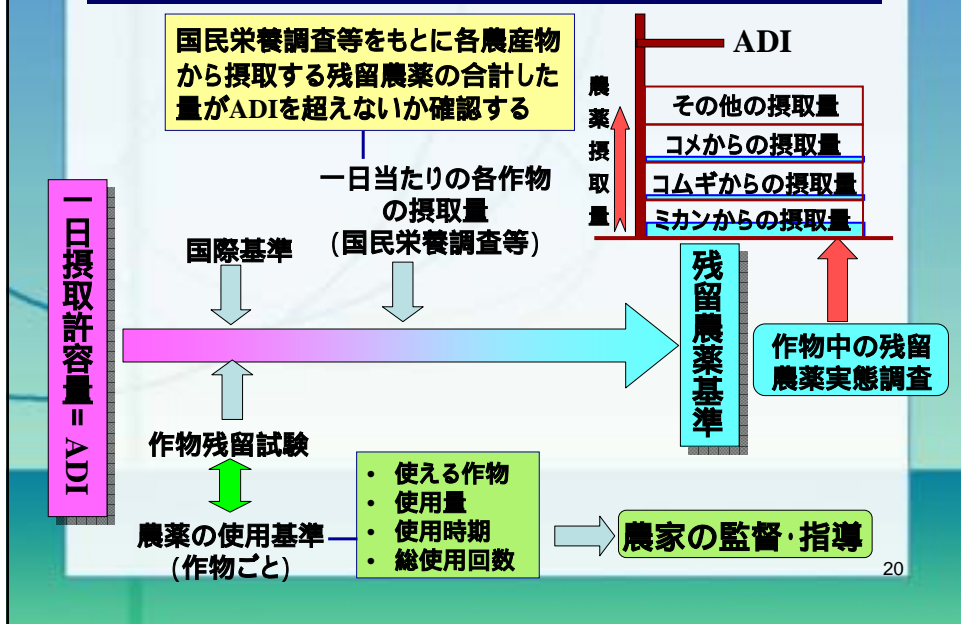 国民栄養調査等をもとに各農産物
から摂取する残留農薬の合計した
量がADIを超えないか確認する
ADI
農薬摂取量
その他の摂取量
コメからの摂取量
コムギからの摂取量
ミカンからの摂取量
一日当たりの各作物
の摂取量
(国民栄養調査等)
国際基準
一日摂取許容量=ADI
残留農薬基準
作物中の残留
農薬実態調査
作物残留試験
農薬の使用基準
(作物ごと)
• 使える作物
• 使用量
• 使用時期
• 総使用回数
農家の監督・指導
20